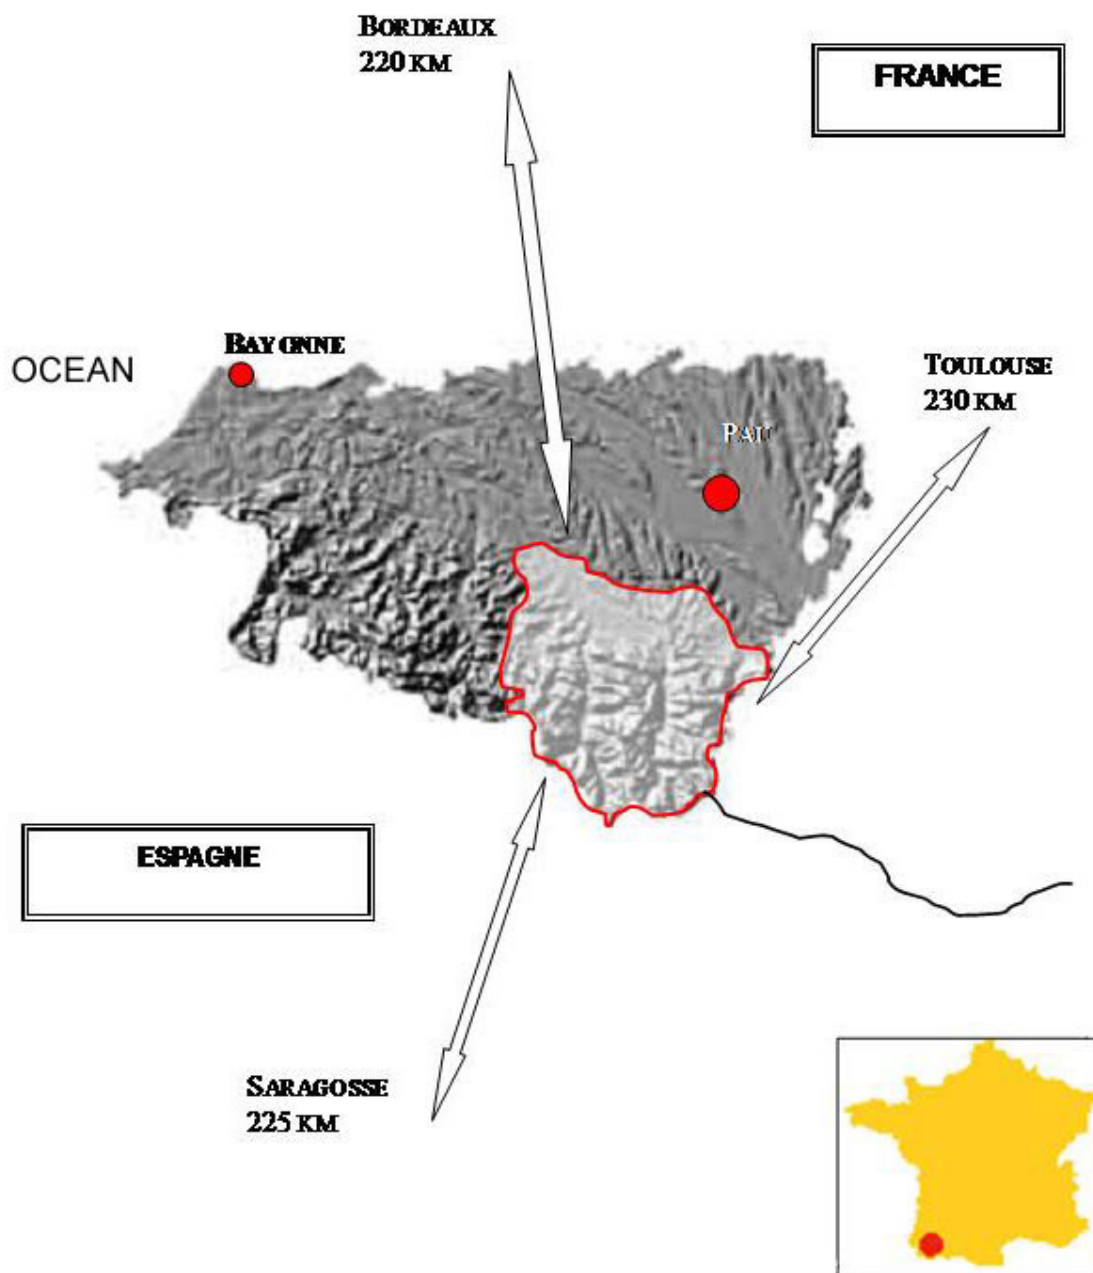 BORDEAUX
220 KM
FRANCE
BAYONNE
OCEAN
TOULOUSE
230 KM
PAU
ESPAGNE
SARAGOSSE
225 KM